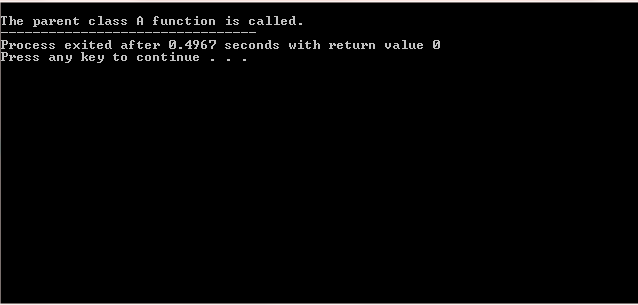 The parent class A function is called.
--------------------------------
Process exited after 0.4967 seconds with return value 0
Press any key to continue . . .